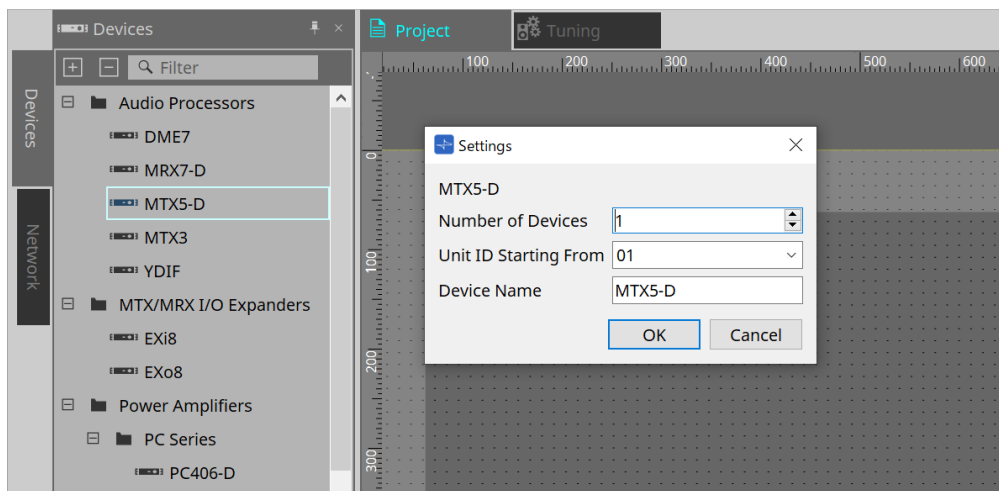 Devices
Filter
Audio Processors
DME7
MRX7-D
MTX5-D
MTX3
YDIF
MTX/MRX I/O Expanders
EXi8
EXo8
Power Amplifiers
PC Series
PC406-D
Devices
Network
Project
Tuning
100
200
300
400
500
600
0
100
200
300
Settings
MTX5-D
Number of Devices 1
Unit ID Starting From 01
Device Name MTX5-D
OK Cancel